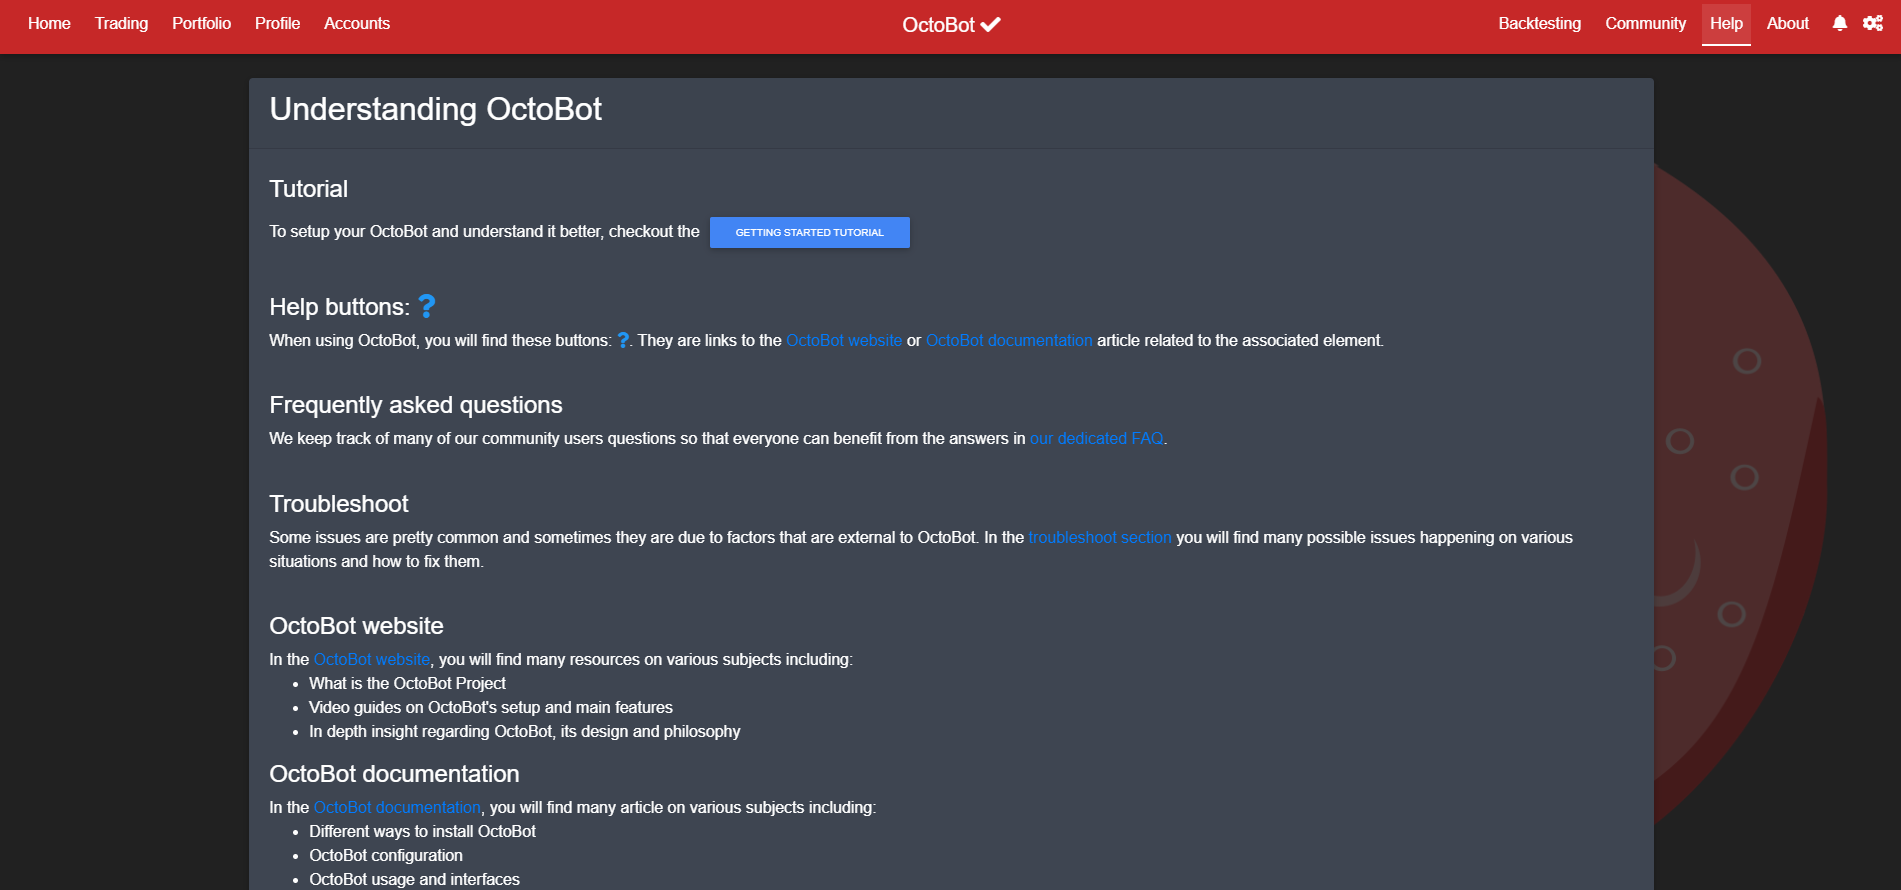 Home Trading Portfolio Profile Accounts OctoBot Backtesting Community Help About
Understanding OctoBot
Tutorial
To setup your OctoBot and understand it better, checkout the GETTING STARTED TUTORIAL
Help buttons: ?
When using OctoBot, you will find these buttons: ?. They are links to the OctoBot website or OctoBot documentation article related to the associated element.
Frequently asked questions
We keep track of many of our community users questions so that everyone can benefit from the answers in our dedicated FAQ.
Troubleshoot
Some issues are pretty common and sometimes they are due to factors that are external to OctoBot. In the troubleshoot section you will find many possible issues happening on various
situations and how to fix them.
OctoBot website
In the OctoBot website, you will find many resources on various subjects including:
• What is the OctoBot Project
• Video guides on OctoBot's setup and main features
• In depth insight regarding OctoBot, its design and philosophy
OctoBot documentation
In the OctoBot documentation, you will find many article on various subjects including:
• Different ways to install OctoBot
• OctoBot configuration
• OctoBot usage and interfaces